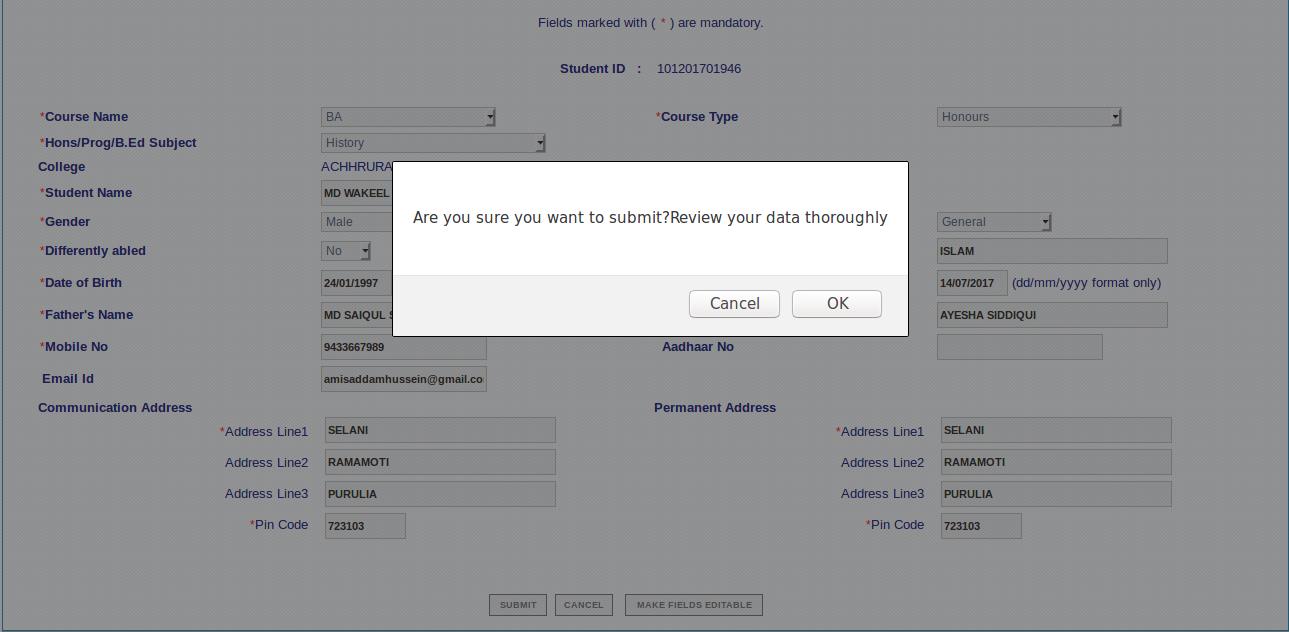 Fields marked with ( * ) are mandatory.
Student ID : 101201701946
*Course Name BA *Course Type Honours
*Hons/Prog/B.Ed Subject History
College ACHHRURA
*Student Name MD WAKEEL
*Gender Male General
*Differently abled No ISLAM
*Date of Birth 24/01/1997 14/07/2017 (dd/mm/yyyy format only)
*Father's Name MD SAIQUL AYESHA SIDDIQUI
Are you sure you want to submit?Review your data thoroughly
Cancel OK
*Mobile No 9433667989 Aadhaar No
Email Id amisaddamhussein@gmail.co
Communication Address Permanent Address
*Address Line1 SELANI *Address Line1 SELANI
Address Line2 RAMAMOTI Address Line2 RAMAMOTI
Address Line3 PURULIA Address Line3 PURULIA
*Pin Code 723103 *Pin Code 723103
SUBMIT CANCEL MAKE FIELDS EDITABLE